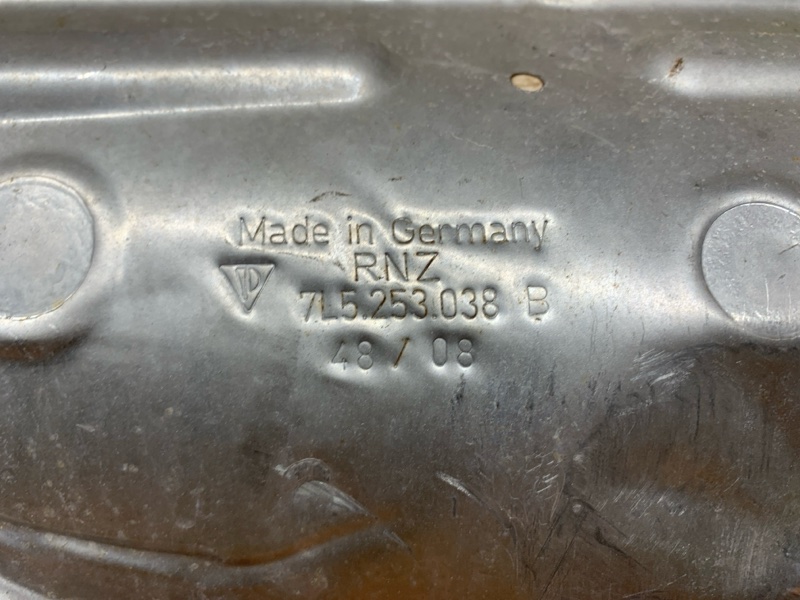 Made in Germany
RNZ
7L5.253.038 B
48 / 08